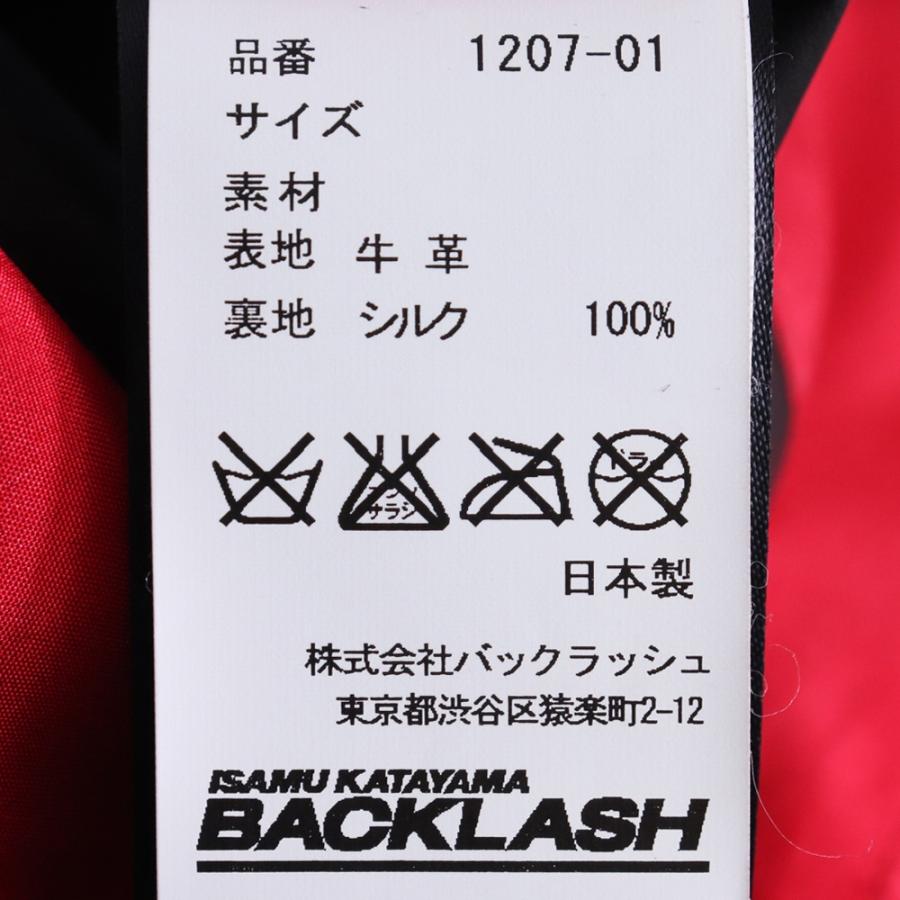 品番 1207-01
サイズ
素材
表地 牛革
裏地 シルク 100%
サラシ
ドライ
日本製
株式会社バックラッシュ
東京都渋谷区猿楽町2-12
ISAMU KATAYAMA
BACKLASH